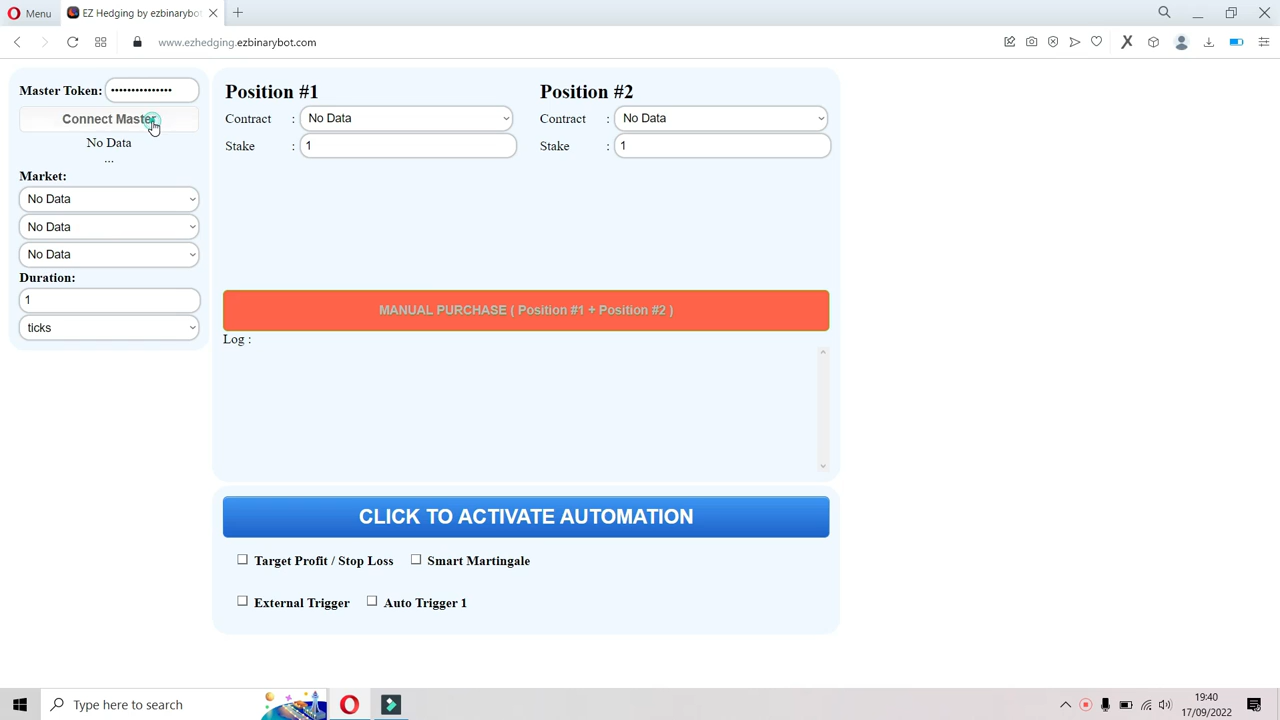 Menu
EZ Hedging by ezbinarybot
www.ezhedging.ezbinarybot.com
Master Token:
Connect Master
No Data
...
Market:
No Data
No Data
No Data
Duration:
1
ticks
Position #1
Contract : No Data
Stake : 1
Position #2
Contract : No Data
Stake : 1
MANUAL PURCHASE ( Position #1 + Position #2 )
Log :
CLICK TO ACTIVATE AUTOMATION
Target Profit / Stop Loss
Smart Martingale
External Trigger
Auto Trigger 1
Type here to search
19:40
17/09/2022